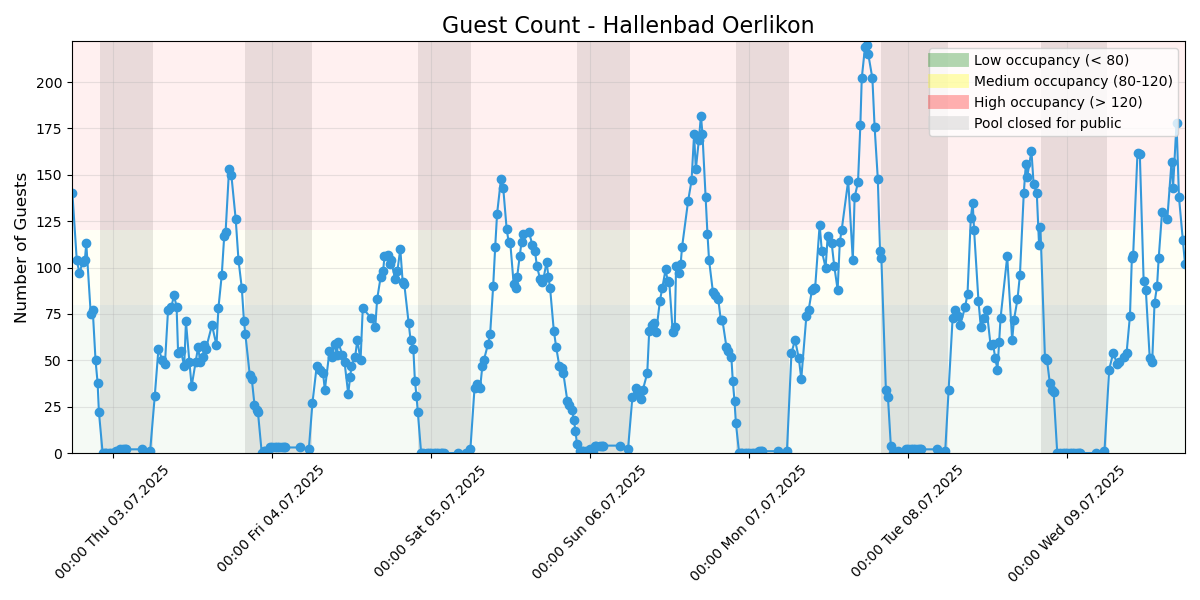 Guest Count - Hallenbad Oerlikon
Number of Guests
200
175
150
125
100
75
50
25
0
Low occupancy (< 80)
Medium occupancy (80-120)
High occupancy (> 120)
Pool closed for public
00:00 Thu 03.07.2025
00:00 Fri 04.07.2025
00:00 Sat 05.07.2025
00:00 Sun 06.07.2025
00:00 Mon 07.07.2025
00:00 Tue 08.07.2025
00:00 Wed 09.07.2025